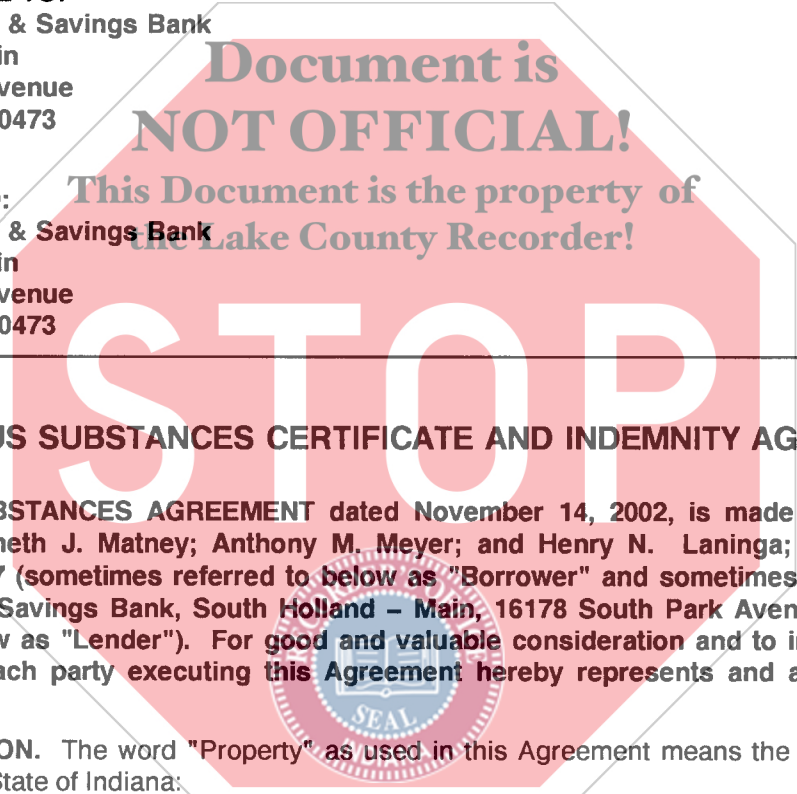 & Savings Bank
in
venue
0473
& Savings Bank
in
venue
0473
Document is
NOT OFFICIAL!
This Document is the property of
the Lake County Recorder!
STOP
US SUBSTANCES CERTIFICATE AND INDEMNITY AG
BSTANCES AGREEMENT dated November 14, 2002, is made
neth J. Matney; Anthony M. Meyer; and Henry N. Laninga;
7 (sometimes referred to below as "Borrower" and sometimes
Savings Bank, South Holland – Main, 16178 South Park Aven
w as "Lender"). For good and valuable consideration and to i
ach party executing this Agreement hereby represents and a
ON. The word "Property" as used in this Agreement means the
State of Indiana:
SEAL
INDIANA